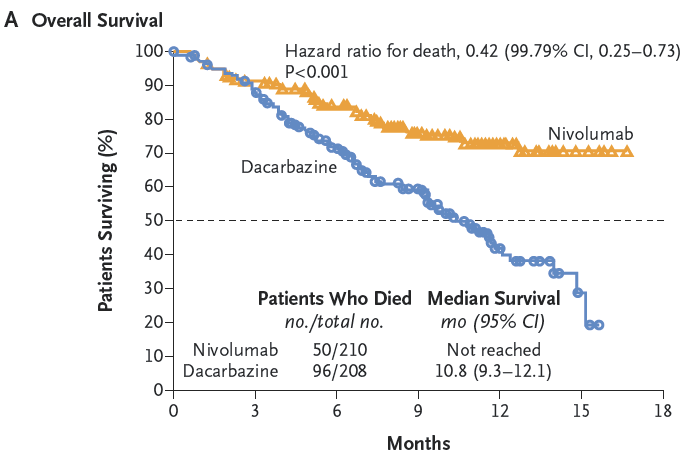 A Overall Survival
Hazard ratio for death, 0.42 (99.79% CI, 0.25–0.73)
P<0.001
Patients Surviving (%)
100
90
80
70
60
50
40
30
20
10
0
Nivolumab
Dacarbazine
Patients Who Died Median Survival
no./total no. mo (95% CI)
Nivolumab 50/210 Not reached
Dacarbazine 96/208 10.8 (9.3–12.1)
0 3 6 9 12 15 18
Months